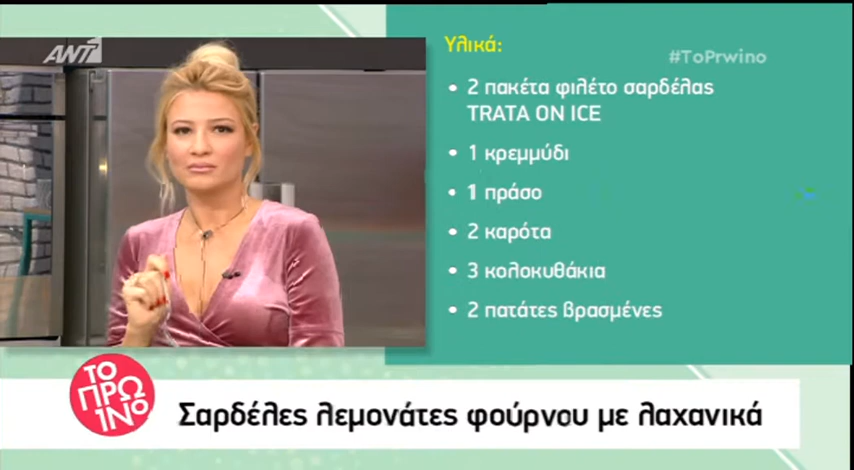 ΑΝΤ1
Υλικά:
#ToPrwino
• 2 πακέτα φιλέτο σαρδέλας
TRATA ON ICE
• 1 κρεμμύδι
• 1 πράσο
• 2 καρότα
• 3 κολοκυθάκια
• 2 πατάτες βρασμένες
ΤΟ
ΠΡΩ
ΙΝΟ
Σαρδέλες λεμονάτες φούρνου με λαχανικά